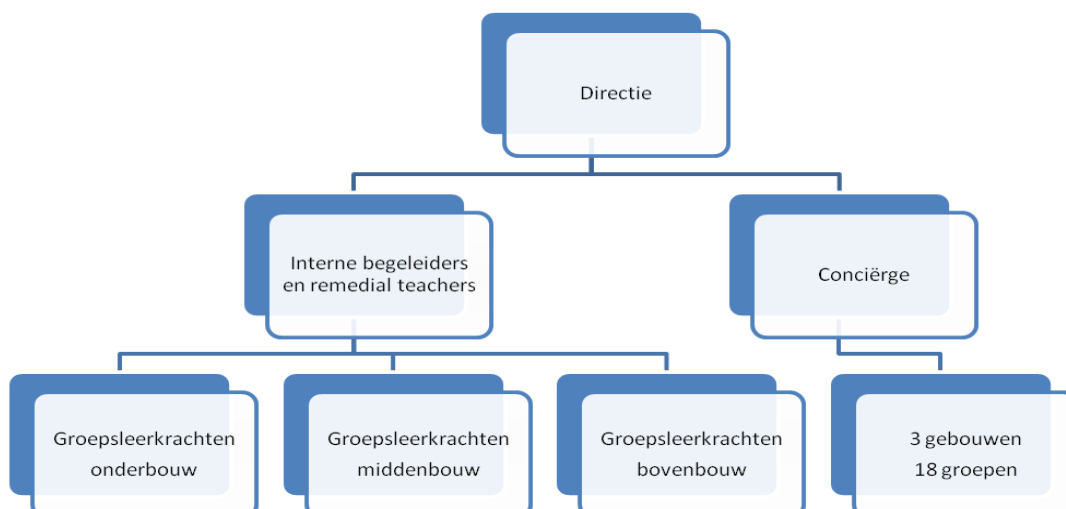 Directie
Interne begeleiders
en remedial teachers
Conciërge
Groepsleerkrachten
onderbouw
Groepsleerkrachten
middenbouw
Groepsleerkrachten
bovenbouw
3 gebouwen
18 groepen